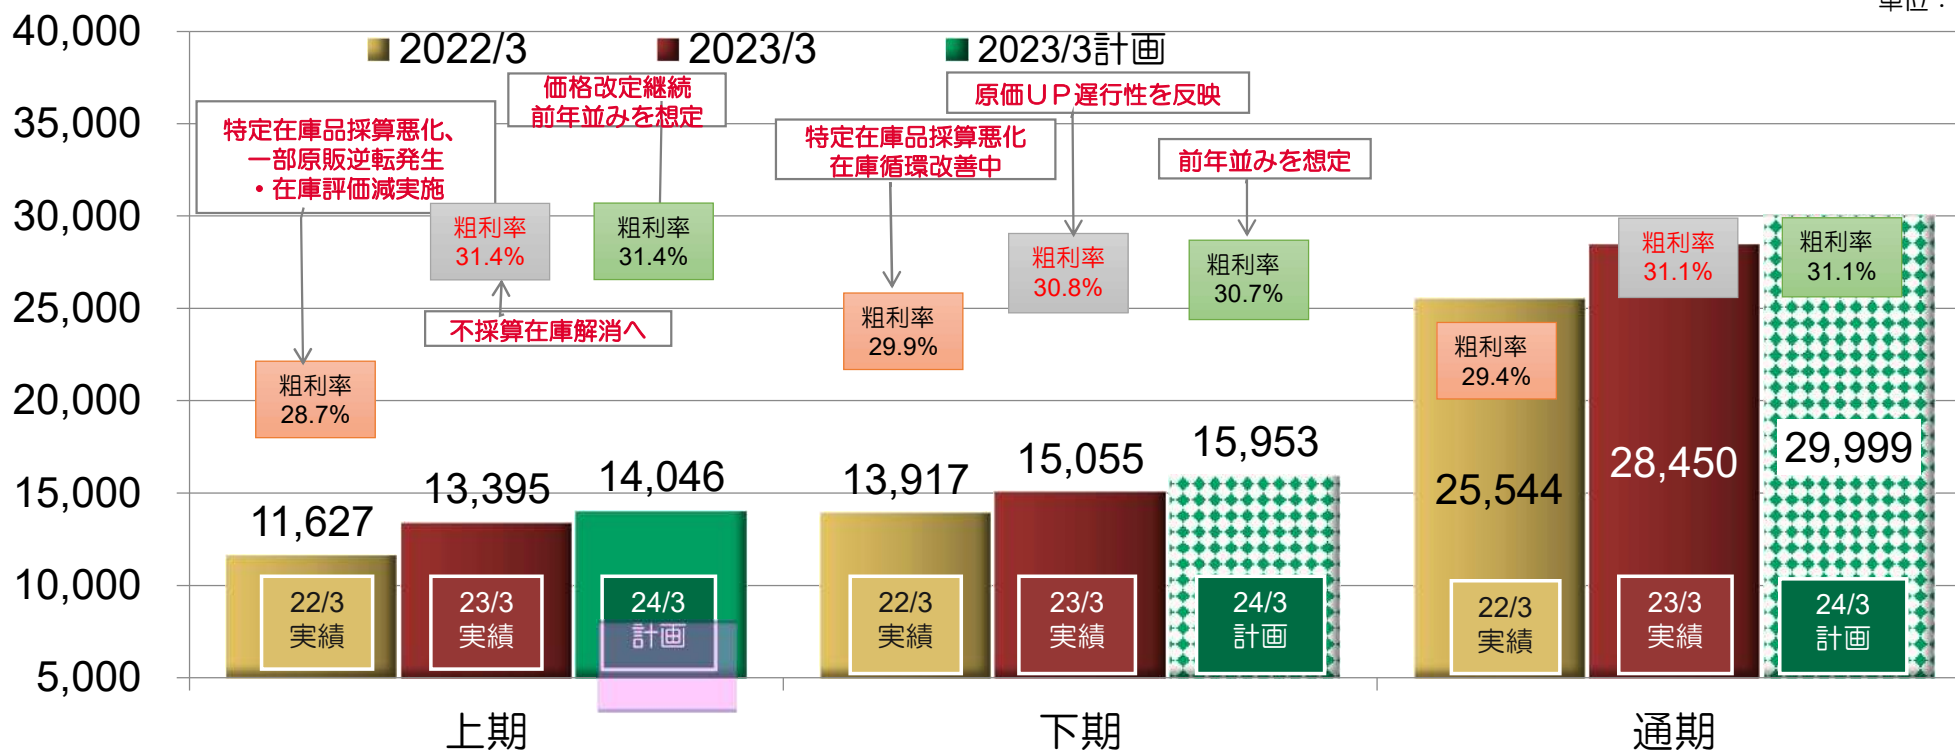 単位：
40,000
35,000
30,000
25,000
20,000
15,000
10,000
5,000
2022/3
2023/3
2023/3計画
特定在庫品採算悪化、
一部原販逆転発生
・在庫評価減実施
価格改定継続
前年並みを想定
特定在庫品採算悪化
在庫循環改善中
原価ＵＰ遅行性を反映
前年並みを想定
不採算在庫解消へ
粗利率
28.7%
粗利率
31.4%
粗利率
31.4%
粗利率
29.9%
粗利率
30.8%
粗利率
30.7%
粗利率
29.4%
粗利率
31.1%
粗利率
31.1%
11,627
13,395
14,046
13,917
15,055
15,953
25,544
28,450
29,999
22/3
実績
23/3
実績
24/3
計画
22/3
実績
23/3
実績
24/3
計画
22/3
実績
23/3
実績
24/3
計画
上期
下期
通期